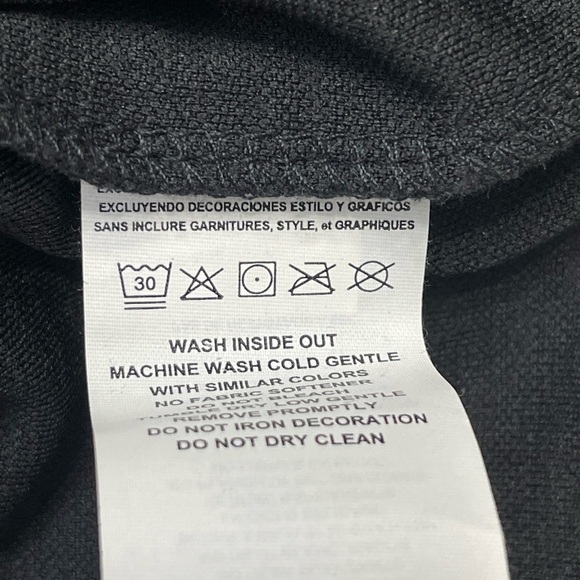 EXCLUYENDO DECORACIONES ESTILO Y GRAFICOS
SANS INCLURE GARNITURES, STYLE, et GRAPHIQUES
30
WASH INSIDE OUT
MACHINE WASH COLD GENTLE
WITH SIMILAR COLORS
NO FABRIC SOFTENER
DO NOT BLEACH
TUMBLE DRY LOW GENTLE
REMOVE PROMPTLY
DO NOT IRON DECORATION
DO NOT DRY CLEAN